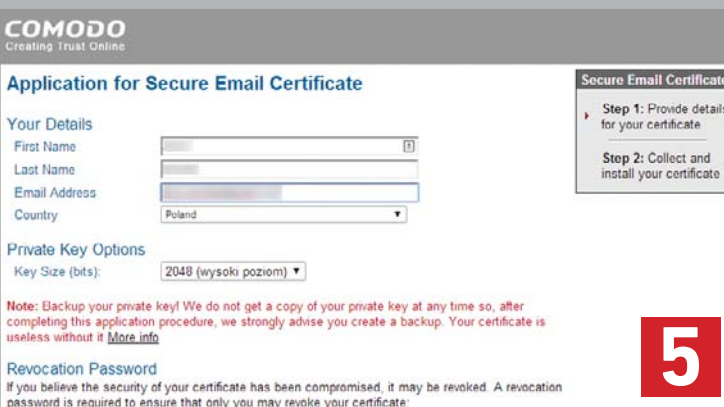 COMODO
Creating Trust Online
Application for Secure Email Certificate
Your Details
First Name
Last Name
Email Address
Country Poland
Private Key Options
Key Size (bits): 2048 (wysoki poziom)
Note: Backup your private key! We do not get a copy of your private key at any time so, after
completing this application procedure, we strongly advise you create a backup. Your certificate is
useless without it More info
Revocation Password
If you believe the security of your certificate has been compromised, it may be revoked. A revocation
password is required to ensure that only you may revoke your certificate:
Secure Email Certificate
Step 1: Provide details
for your certificate
Step 2: Collect and
install your certificate
5